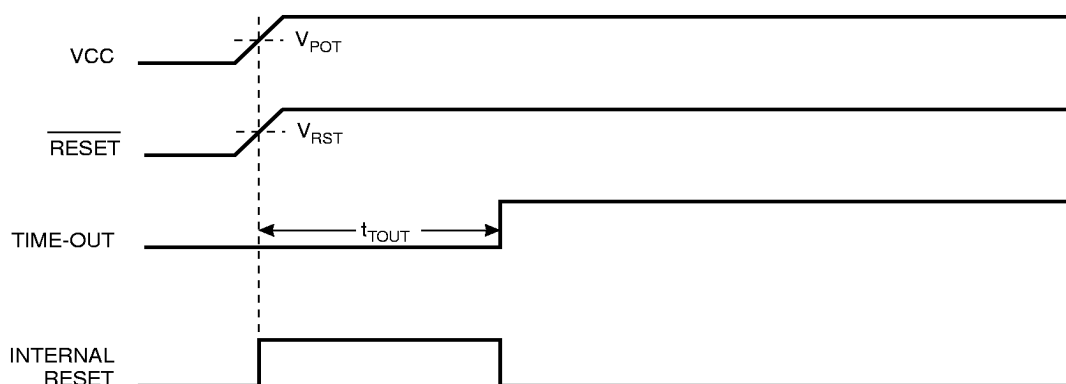 VCC
V_POT
RESET
V_RST
TIME-OUT
t_TOUT
INTERNAL
RESET